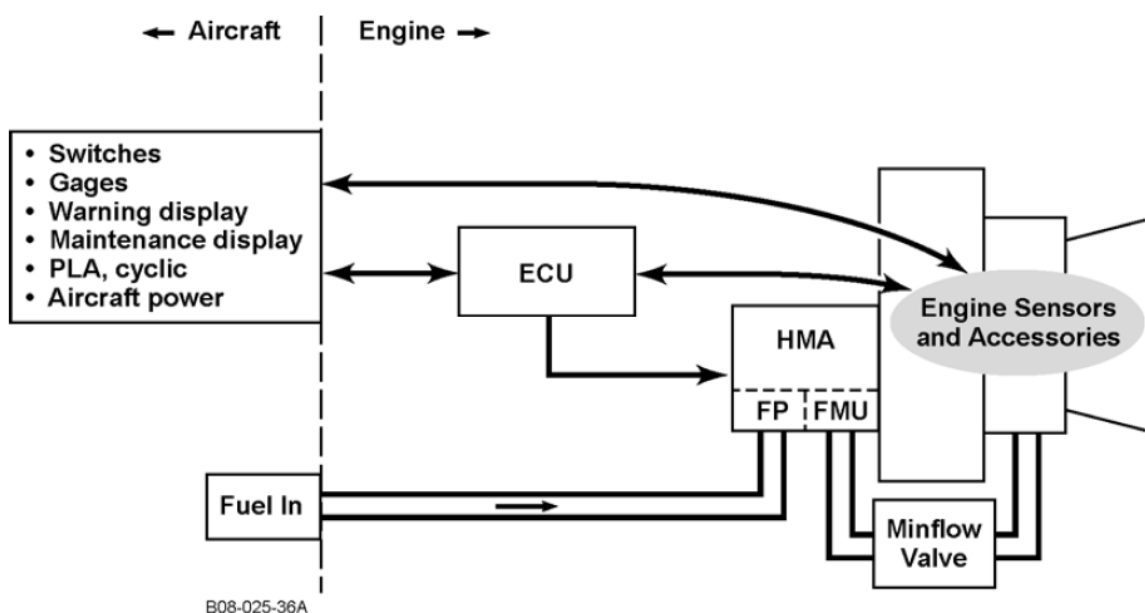 Aircraft
Engine
• Switches
• Gages
• Warning display
• Maintenance display
• PLA, cyclic
• Aircraft power
ECU
Engine Sensors
and Accessories
HMA
FP
FMU
Fuel In
Minflow
Valve
B08-025-36A